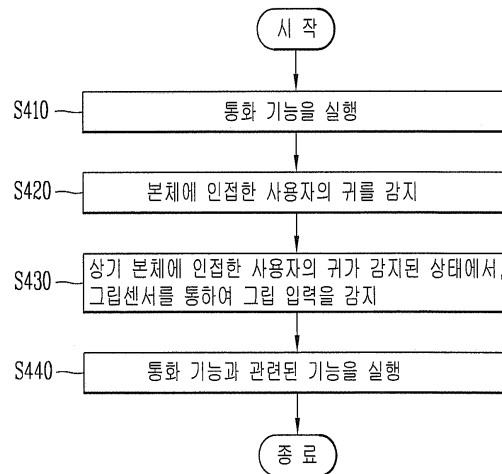 시 작
S410
통화 기능을 실행
S420
본체에 인접한 사용자의 귀를 감지
S430
상기 본체에 인접한 사용자의 귀가 감지된 상태에서,
그립센서를 통하여 그립 입력을 감지
S440
통화 기능과 관련된 기능을 실행
종 료